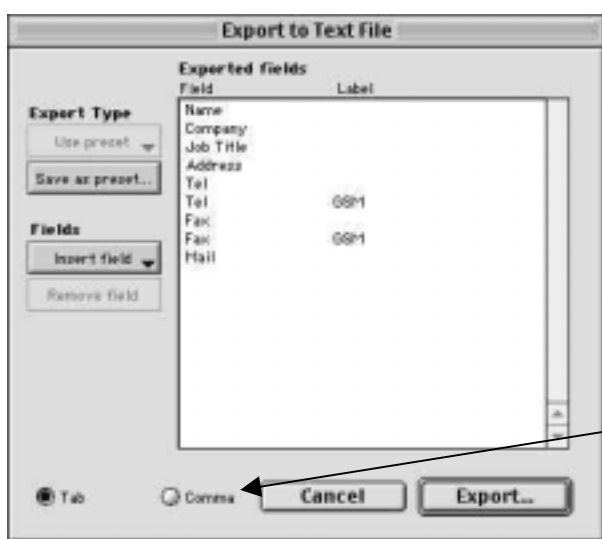 Export to Text File
Exported fields
Field Label
Export Type
Use preset
Save as preset...
Fields
Insert field
Remove field
Name
Company
Job Title
Address
Tel
Tel GSM
Fax
Fax GSM
Mail
Tab
Comma
Cancel
Export...